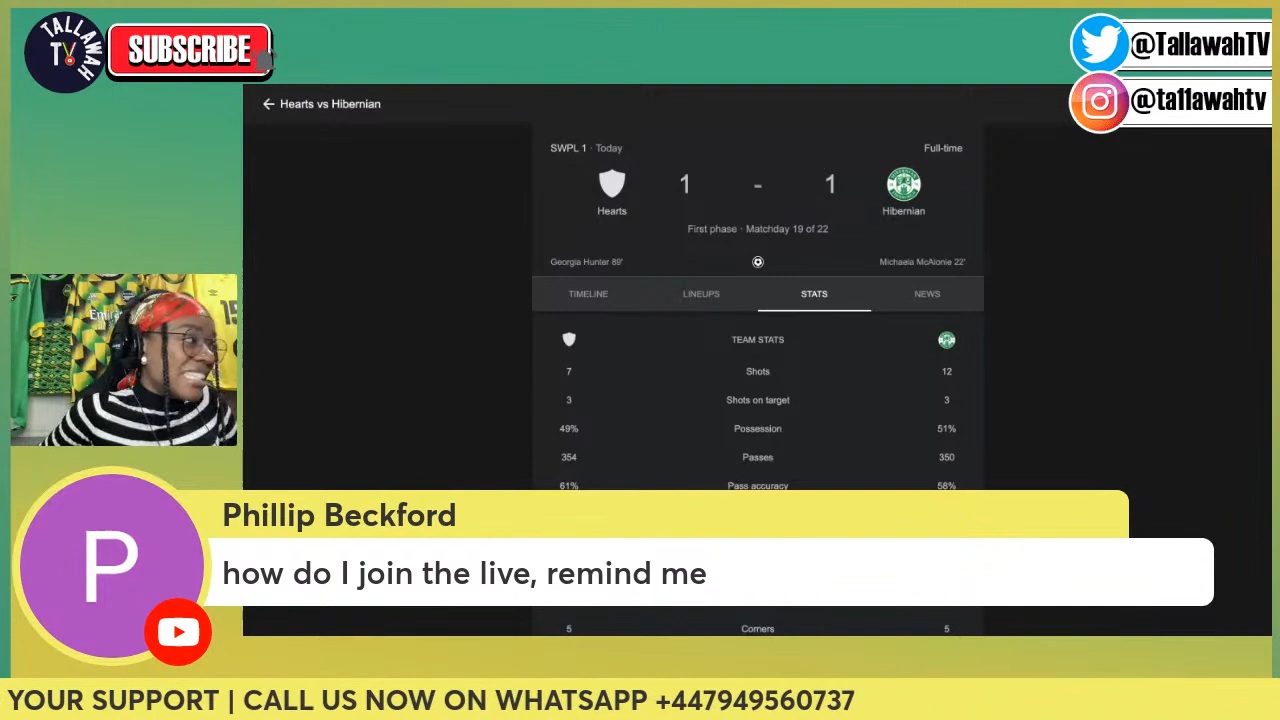 TALLAWAH
TV
SUBSCRIBE
@TallawahTV
@ta11awahtv
Hearts vs Hibernian
SWPL 1 · Today
Full-time
1 - 1
Hearts
Hibernian
First phase · Matchday 19 of 22
Georgia Hunter 89'
Michaela McAlonie 22'
TIMELINE
LINEUPS
STATS
NEWS
TEAM STATS
7 Shots 12
3 Shots on target 3
49% Possession 51%
354 Passes 350
61% Pass accuracy 58%
Phillip Beckford
P
how do I join the live, remind me
5 Corners 5
YOUR SUPPORT | CALL US NOW ON WHATSAPP +447949560737